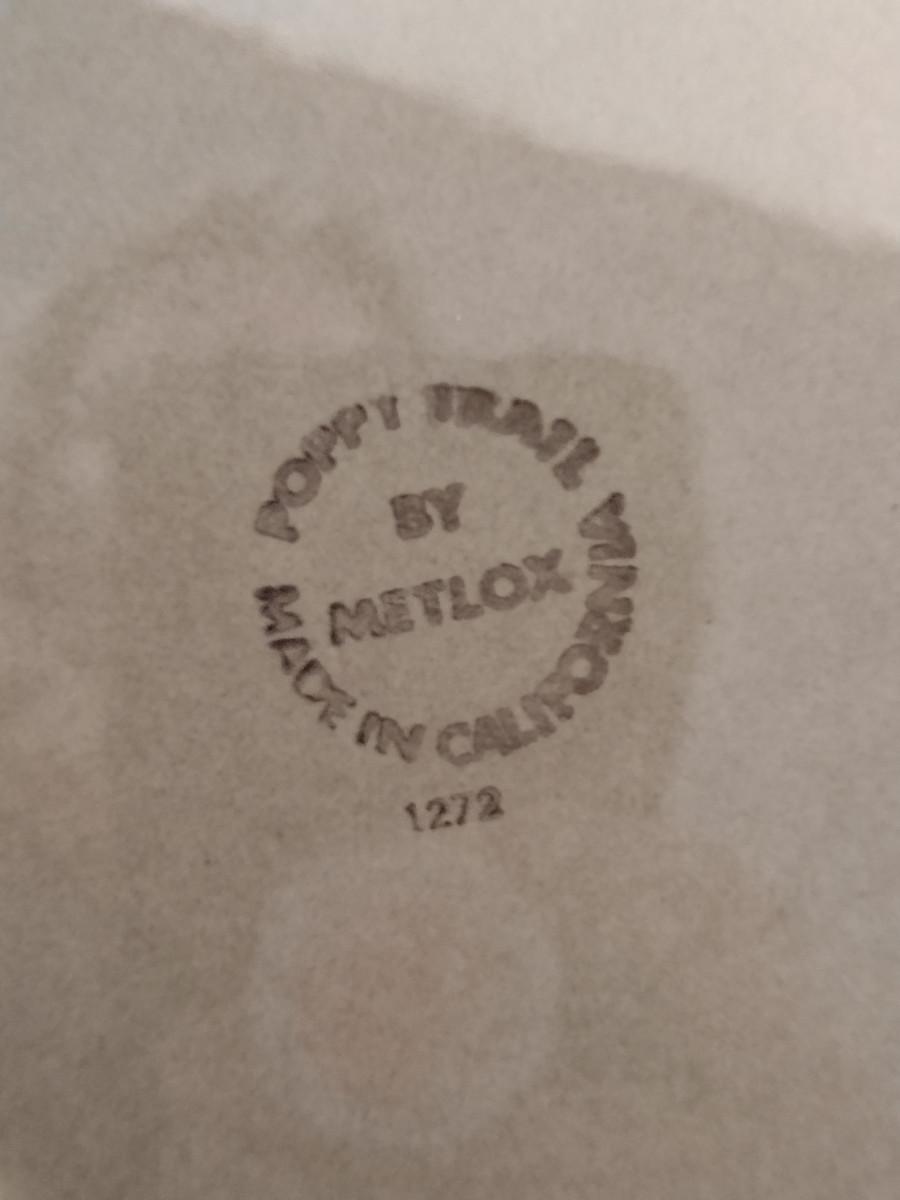 POPPY TRAIL
BY
METLOX
MADE IN CALIFORNIA
1272